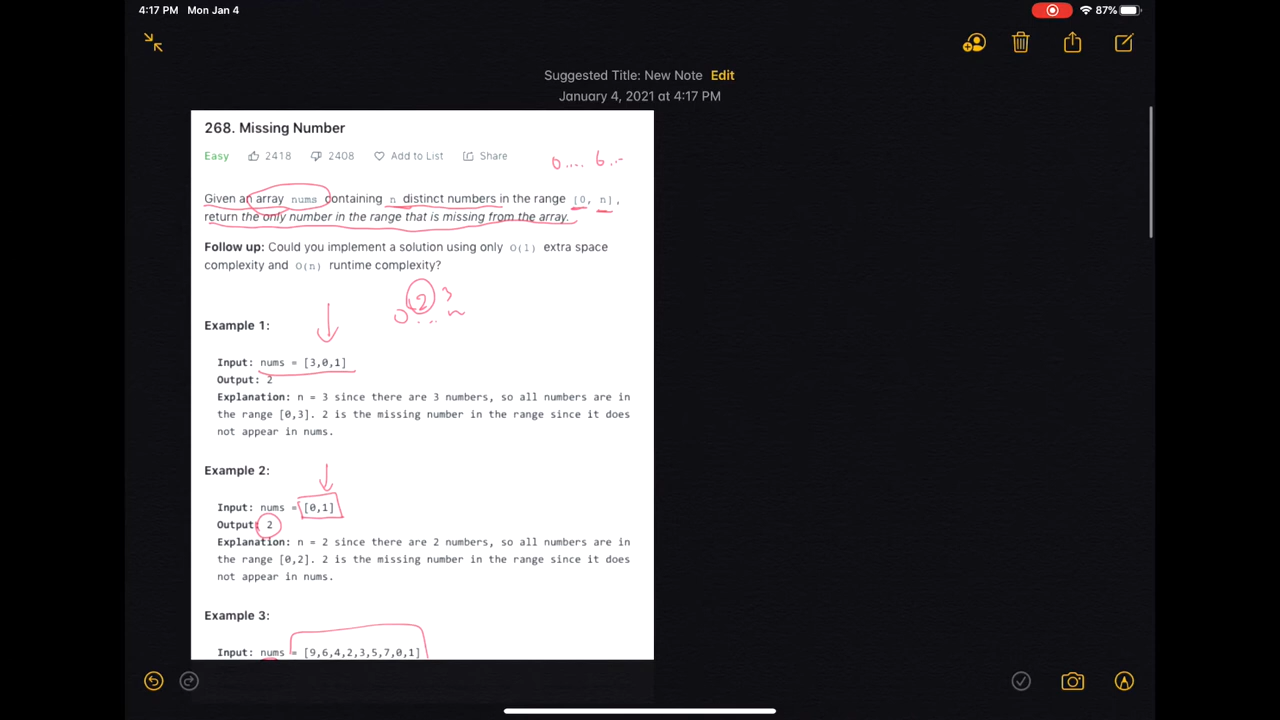 4:17 PM Mon Jan 4
87%
Suggested Title: New Note Edit
January 4, 2021 at 4:17 PM
268. Missing Number
Easy 2418 2408 Add to List Share
0.... 6...
Given an array nums containing n distinct numbers in the range [0, n],
return the only number in the range that is missing from the array.
Follow up: Could you implement a solution using only O(1) extra space
complexity and O(n) runtime complexity?
2 3
0 ... n
Example 1:
Input: nums = [3,0,1]
Output: 2
Explanation: n = 3 since there are 3 numbers, so all numbers are in
the range [0,3]. 2 is the missing number in the range since it does
not appear in nums.
Example 2:
Input: nums = [0,1]
Output: 2
Explanation: n = 2 since there are 2 numbers, so all numbers are in
the range [0,2]. 2 is the missing number in the range since it does
not appear in nums.
Example 3:
Input: nums = [9,6,4,2,3,5,7,0,1]